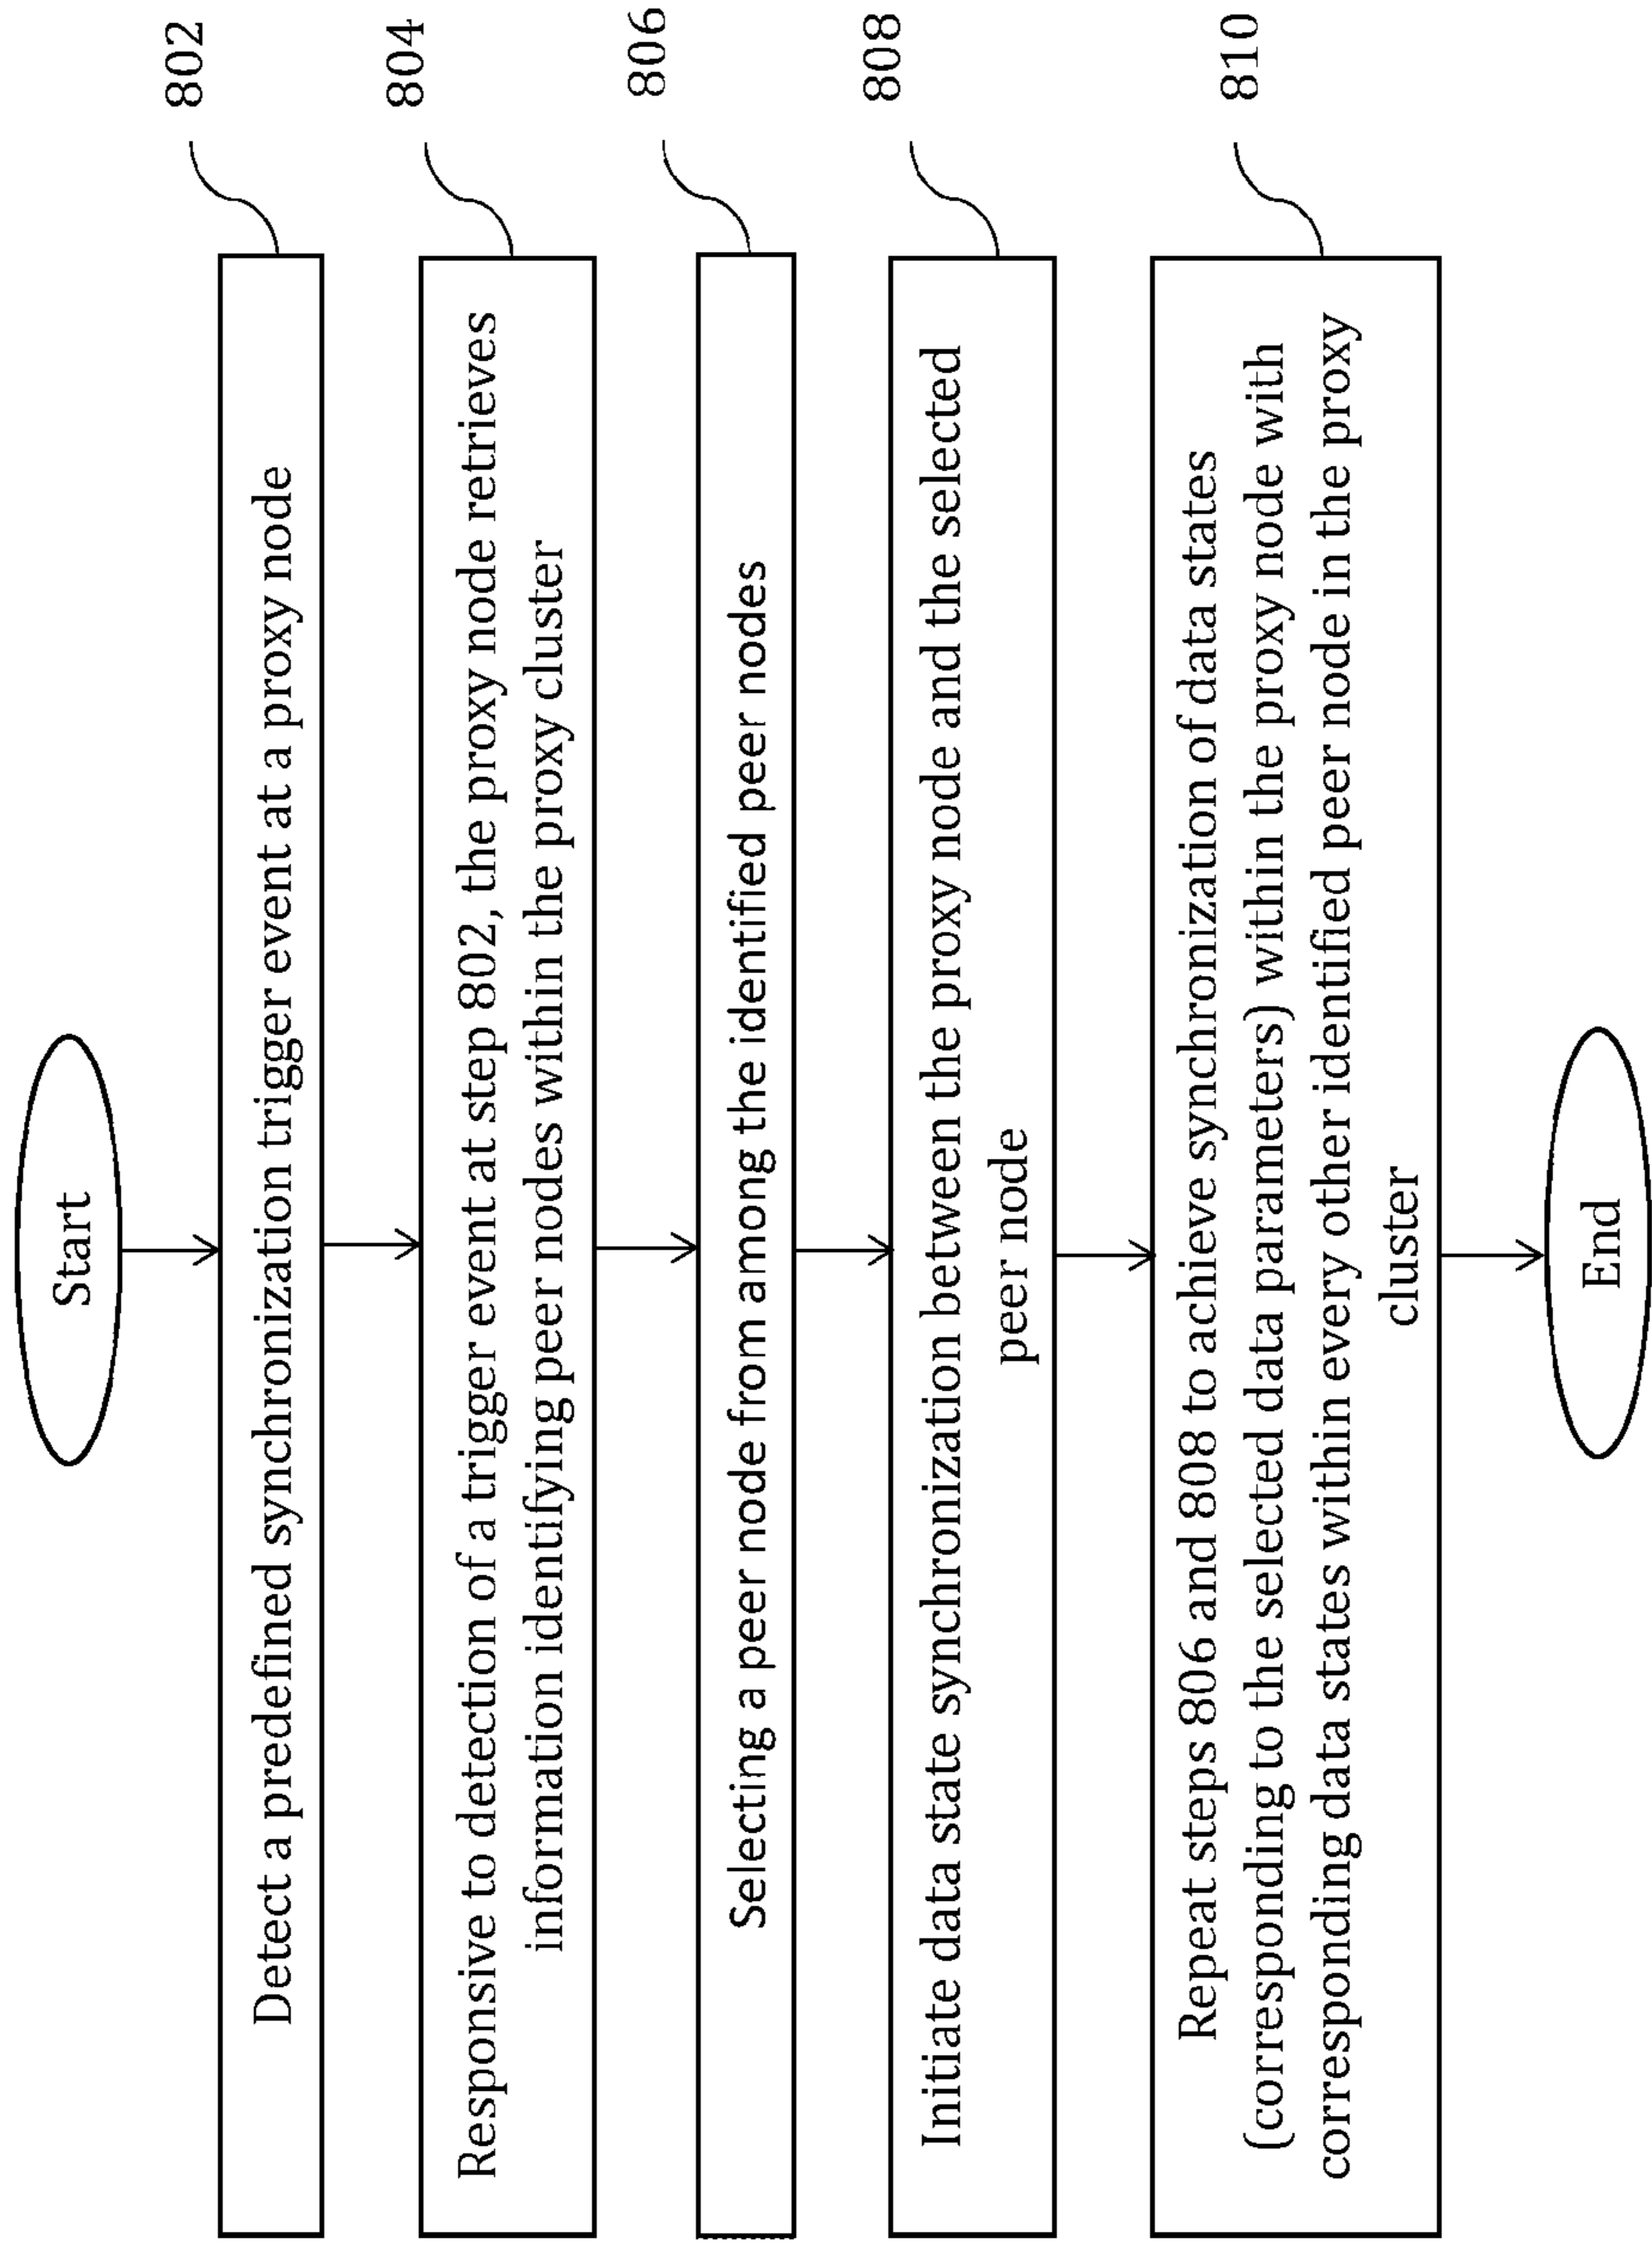 Start
802
Detect a predefined synchronization trigger event at a proxy node
804
Responsive to detection of a trigger event at step 802, the proxy node retrieves
information identifying peer nodes within the proxy cluster
806
Selecting a peer node from among the identified peer nodes
808
Initiate data state synchronization between the proxy node and the selected
peer node
810
Repeat steps 806 and 808 to achieve synchronization of data states
(corresponding to the selected data parameters) within the proxy node with
corresponding data states within every other identified peer node in the proxy
cluster
End